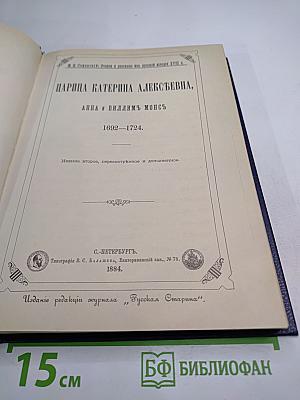 М. И. Семевскій: Очерки и разсказы изъ русской исторіи XVIII в.
ЦАРИЦА КАТЕРИНА АЛЕКСѢЕВНА,
АННА и ВИЛЛИМЪ МОНСЪ
1692—1724.
Изданіе второе, пересмотрѣнное и дополненное.
С.-ПЕТЕРБУРГЪ.
Типографія В. С. Балашева, Екатерининскій кан., № 78.
1884.
Изданіе редакціи журнала „Русская Старина".
15 см
БФ БИБЛИОФАН